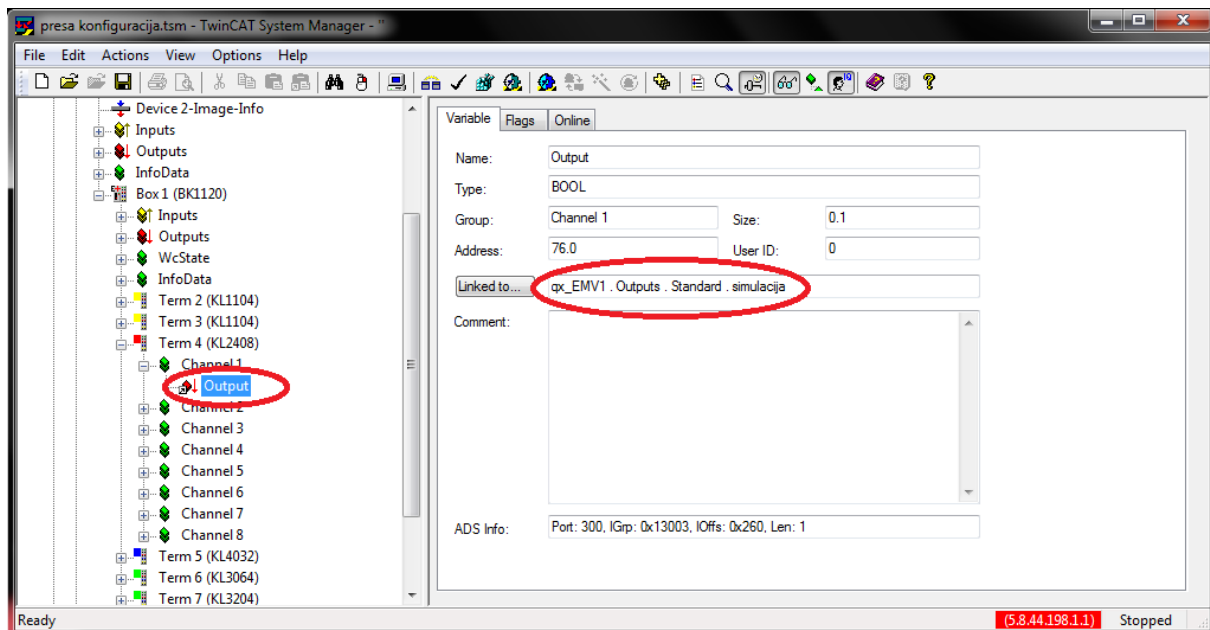 presa konfiguracija.tsm - TwinCAT System Manager - ''
File Edit Actions View Options Help
Device 2-Image-Info
Inputs
Outputs
InfoData
Box 1 (BK1120)
Inputs
Outputs
WcState
InfoData
Term 2 (KL1104)
Term 3 (KL1104)
Term 4 (KL2408)
Channel 1
Output
Channel 2
Channel 3
Channel 4
Channel 5
Channel 6
Channel 7
Channel 8
Term 5 (KL4032)
Term 6 (KL3064)
Term 7 (KL3204)
Variable Flags Online
Name: Output
Type: BOOL
Group: Channel 1 Size: 0.1
Address: 76.0 User ID: 0
Linked to... qx_EMV1 . Outputs . Standard . simulacija
Comment:
ADS Info: Port: 300, IGrp: 0x13003, IOffs: 0x260, Len: 1
Ready (5.8.44.198.1.1) Stopped